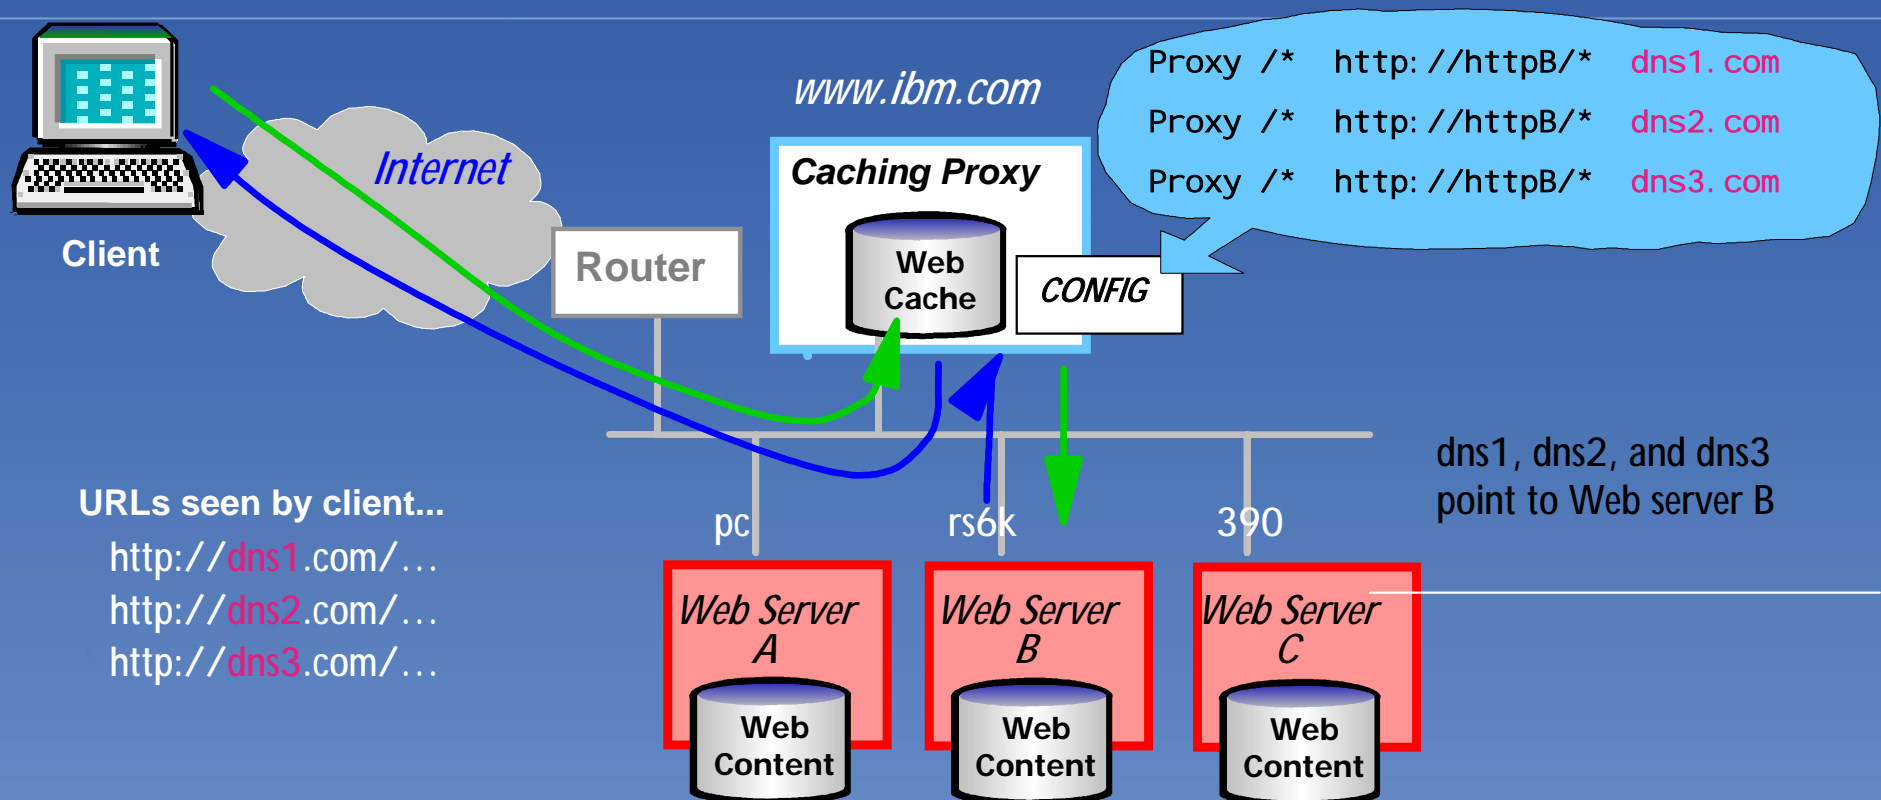 www.ibm.com
Proxy /* http://httpB/* dns1.com
Proxy /* http://httpB/* dns2.com
Proxy /* http://httpB/* dns3.com
Internet
Caching Proxy
Client
Router
Web
Cache
CONFIG
dns1, dns2, and dns3
point to Web server B
URLs seen by client...
http://dns1.com/...
http://dns2.com/...
http://dns3.com/...
pc
rs6k
390
Web Server
A
Web Server
B
Web Server
C
Web
Content
Web
Content
Web
Content